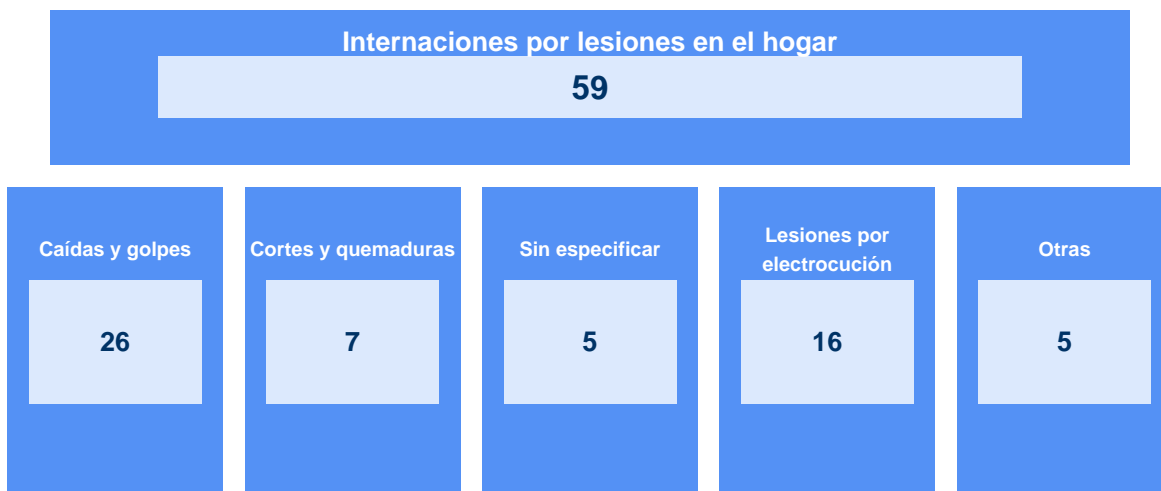 Internaciones por lesiones en el hogar
59
Caídas y golpes
26
Cortes y quemaduras
7
Sin especificar
5
Lesiones por
electrocución
16
Otras
5